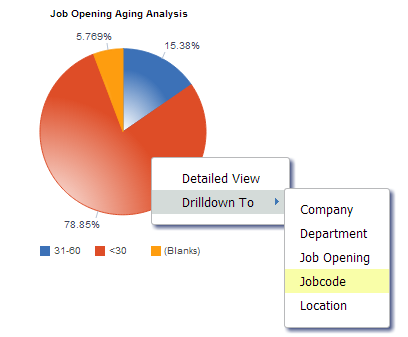 Job Opening Aging Analysis
5.769%
15.38%
78.85%
31-60 <30 (Blanks)
Detailed View
Drilldown To
Company
Department
Job Opening
Jobcode
Location